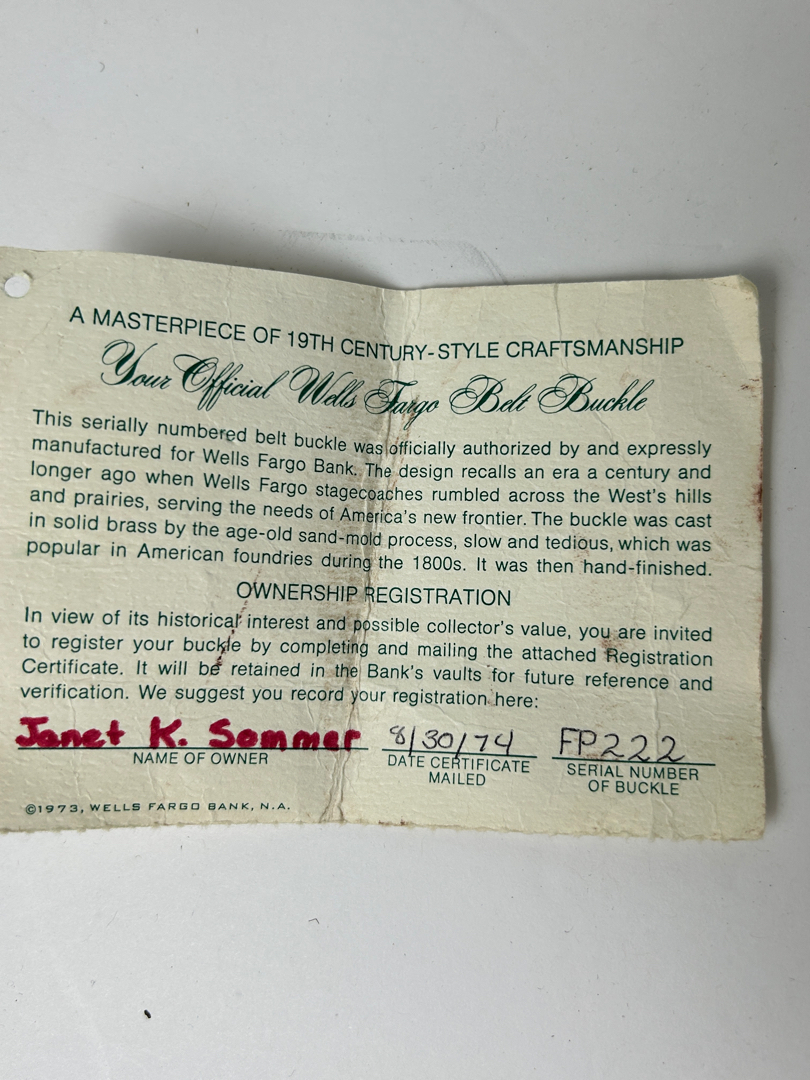 A MASTERPIECE OF 19TH CENTURY-STYLE CRAFTSMANSHIP
Your Official Wells Fargo Belt Buckle
This serially numbered belt buckle was officially authorized by and expressly
manufactured for Wells Fargo Bank. The design recalls an era a century and
longer ago when Wells Fargo stagecoaches rumbled across the West's hills
and prairies, serving the needs of America's new frontier. The buckle was cast
in solid brass by the age-old sand-mold process, slow and tedious, which was
popular in American foundries during the 1800s. It was then hand-finished.
OWNERSHIP REGISTRATION
In view of its historical interest and possible collector's value, you are invited
to register your buckle by completing and mailing the attached Registration
Certificate. It will be retained in the Bank's vaults for future reference and
verification. We suggest you record your registration here:
Janet K. Sommer 8/30/74 FP222
NAME OF OWNER DATE CERTIFICATE MAILED SERIAL NUMBER OF BUCKLE
©1973, WELLS FARGO BANK, N.A.